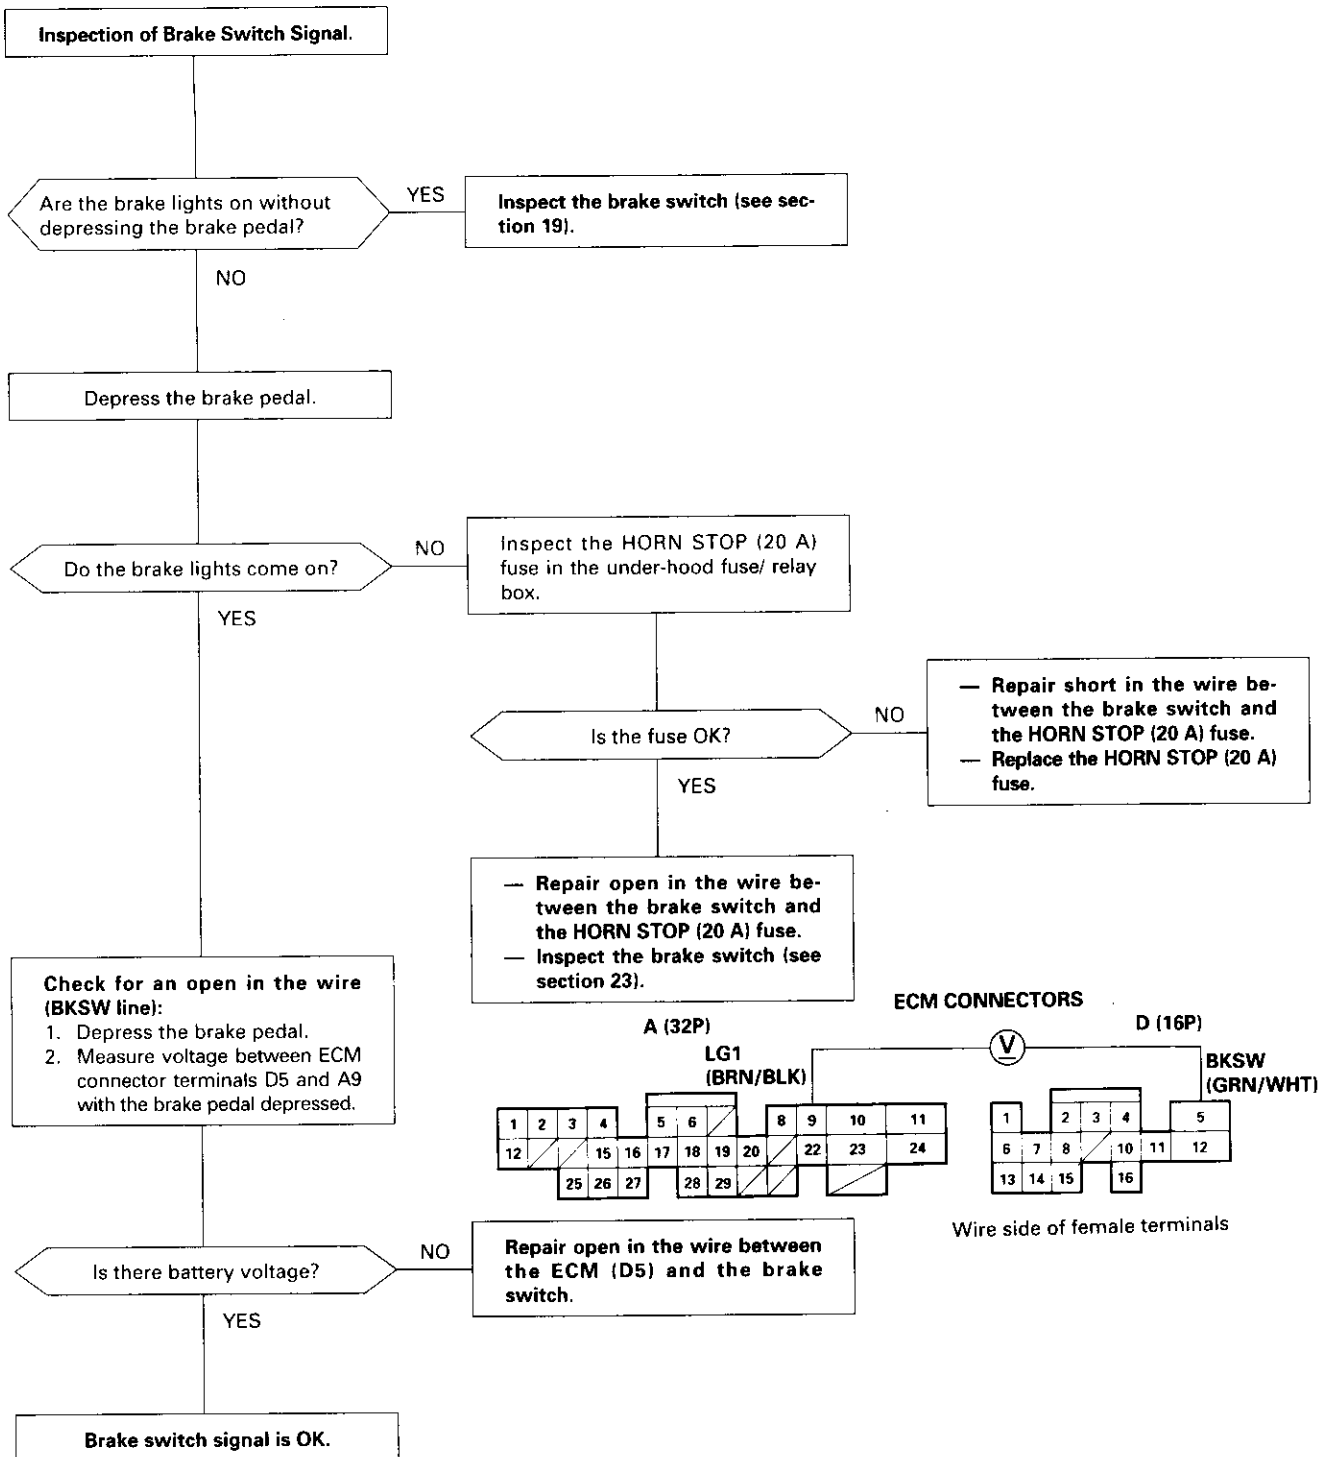 Inspection of Brake Switch Signal.
Are the brake lights on without
depressing the brake pedal?
YES
Inspect the brake switch (see sec-
tion 19).
NO
Depress the brake pedal.
Do the brake lights come on?
NO
Inspect the HORN STOP (20 A)
fuse in the under-hood fuse/ relay
box.
YES
Is the fuse OK?
NO
— Repair short in the wire be-
tween the brake switch and
the HORN STOP (20 A) fuse.
— Replace the HORN STOP (20 A)
fuse.
YES
— Repair open in the wire be-
tween the brake switch and
the HORN STOP (20 A) fuse.
— Inspect the brake switch (see
section 23).
Check for an open in the wire
(BKSW line):
1. Depress the brake pedal.
2. Measure voltage between ECM
connector terminals D5 and A9
with the brake pedal depressed.
ECM CONNECTORS
A (32P)
D (16P)
LG1
(BRN/BLK)
V
BKSW
(GRN/WHT)
1 2 3 4 5 6 8 9 10 11
12 15 16 17 18 19 20 22 23 24
25 26 27 28 29
1 2 3 4 5
6 7 8 10 11 12
13 14 15 16
Wire side of female terminals
Is there battery voltage?
NO
Repair open in the wire between
the ECM (D5) and the brake
switch.
YES
Brake switch signal is OK.